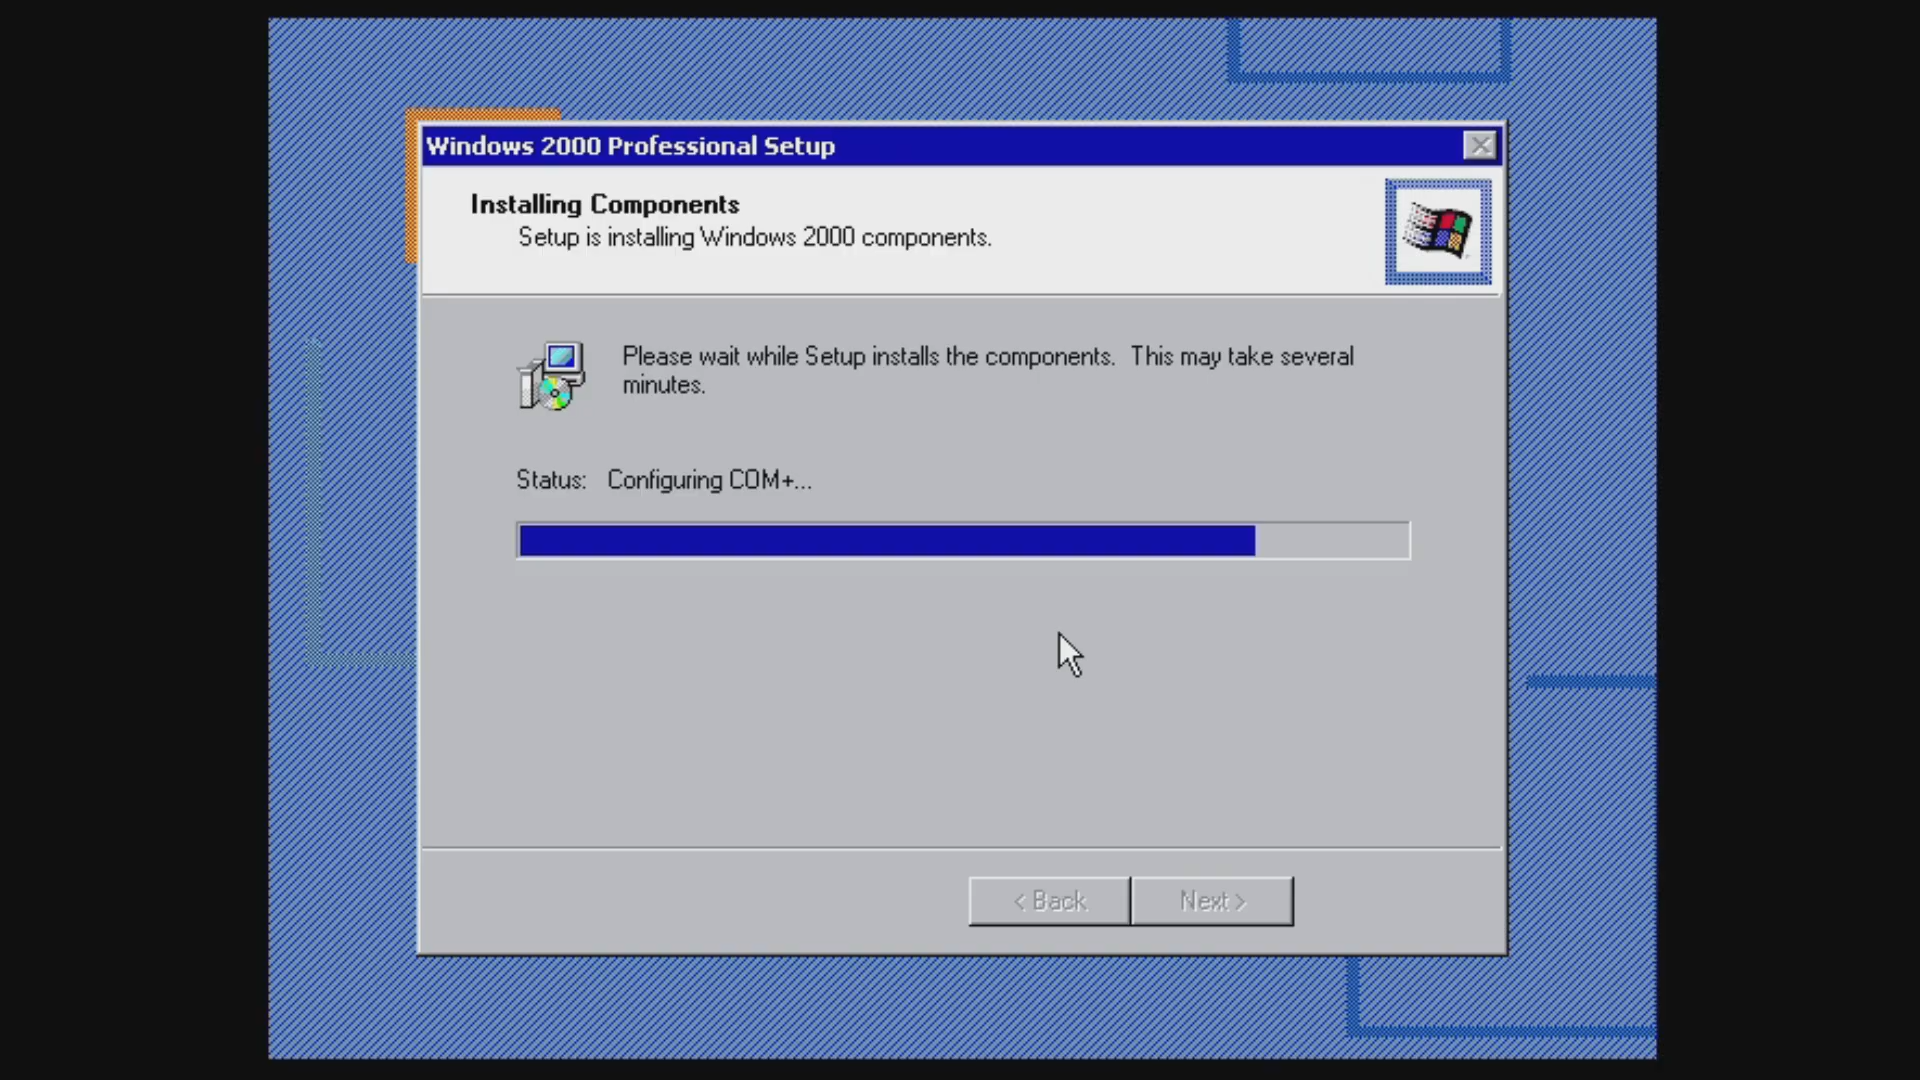 Windows 2000 Professional Setup
Installing Components
Setup is installing Windows 2000 components.
Please wait while Setup installs the components. This may take several
minutes.
Status: Configuring COM+...
< Back Next >